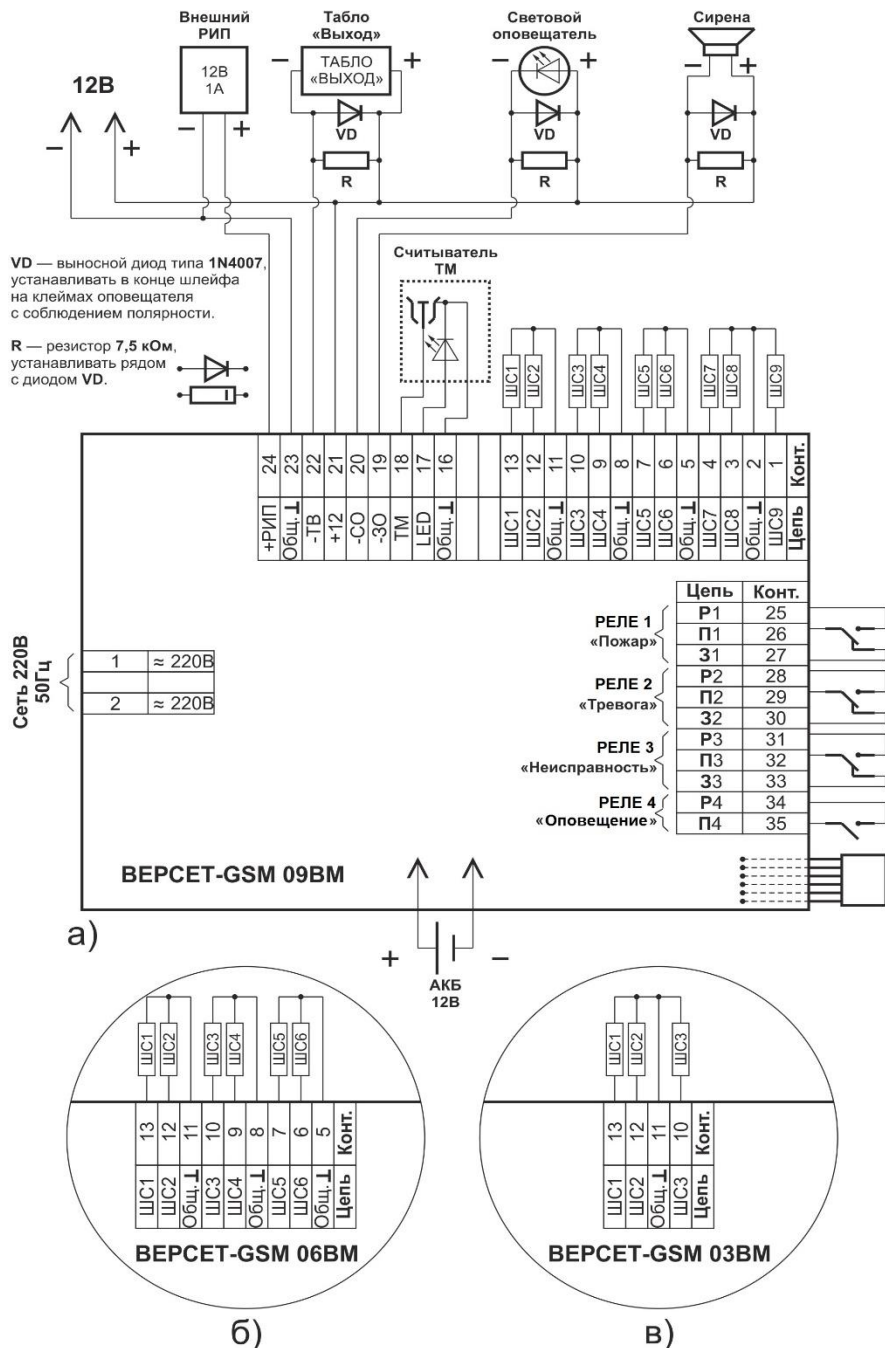 Внешний
РИП
Табло
«Выход»
Световой
оповещатель
Сирена
12В
12В
1А
ТАБЛО
«ВЫХОД»
− + − + − + − + − +
VD
VD
VD
R
R
R
VD — выносной диод типа 1N4007,
устанавливать в конце шлейфа
на клеймах оповещателя
с соблюдением полярности.
R — резистор 7,5 кОм,
устанавливать рядом
с диодом VD.
Считыватель
ТМ
ШС1 ШС2 ШС3 ШС4 ШС5 ШС6 ШС7 ШС8 ШС9
24 23 22 21 20 19 18 17 16 13 12 11 10 9 8 7 6 5 4 3 2 1 Конт.
+РИП Общ.⊥ -ТВ +12 -СО -ЗО ТМ LED Общ.⊥ ШС1 ШС2 Общ.⊥ ШС3 ШС4 Общ.⊥ ШС5 ШС6 Общ.⊥ ШС7 ШС8 Общ.⊥ ШС9 Цепь
Цепь Конт.
Р1 25
П1 26
З1 27
Р2 28
П2 29
З2 30
Р3 31
П3 32
З3 33
Р4 34
П4 35
РЕЛЕ 1
«Пожар»
РЕЛЕ 2
«Тревога»
РЕЛЕ 3
«Неисправность»
РЕЛЕ 4
«Оповещение»
Сеть 220В
50Гц
1 ≈ 220В
2 ≈ 220В
ВЕРСЕТ-GSM 09ВМ
а)
+ −
АКБ
12В
ШС1 ШС2 ШС3 ШС4 ШС5 ШС6
13 12 11 10 9 8 7 6 5 Конт.
ШС1 ШС2 Общ.⊥ ШС3 ШС4 Общ.⊥ ШС5 ШС6 Общ.⊥ Цепь
ВЕРСЕТ-GSM 06ВМ
б)
ШС1 ШС2 ШС3
13 12 11 10 Конт.
ШС1 ШС2 Общ.⊥ ШС3 Цепь
ВЕРСЕТ-GSM 03ВМ
в)